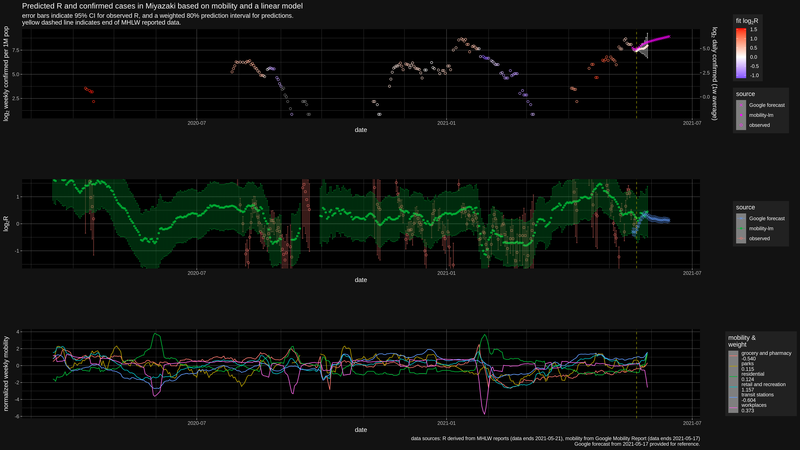 Predicted R and confirmed cases in Miyazaki based on mobility and a linear model
error bars indicate 95% CI for observed R, and a weighted 80% prediction interval for predictions.
yellow dashed line indicates end of MHLW reported data.
log₂ weekly confirmed per 1M pop
7.5
5.0
2.5
5.0
2.5
0.0
log₂ daily confirmed (1w average)
2020-07
2021-01
2021-07
date
fit log₂R
1.5
1.0
0.5
0.0
-0.5
-1.0
source
Google forecast
mobility-lm
observed
log₂R
1
0
-1
2020-07
2021-01
2021-07
date
source
Google forecast
mobility-lm
observed
normalized weekly mobility
4
2
0
-2
-4
-6
2020-07
2021-01
2021-07
date
mobility &
weight
grocery and pharmacy
-0.540
parks
0.115
residential
0.124
retail and recreation
1.157
transit stations
-0.604
workplaces
0.373
data sources: R derived from MHLW reports (data ends 2021-05-21), mobility from Google Mobility Report (data ends 2021-05-17)
Google forecast from 2021-05-17 provided for reference.